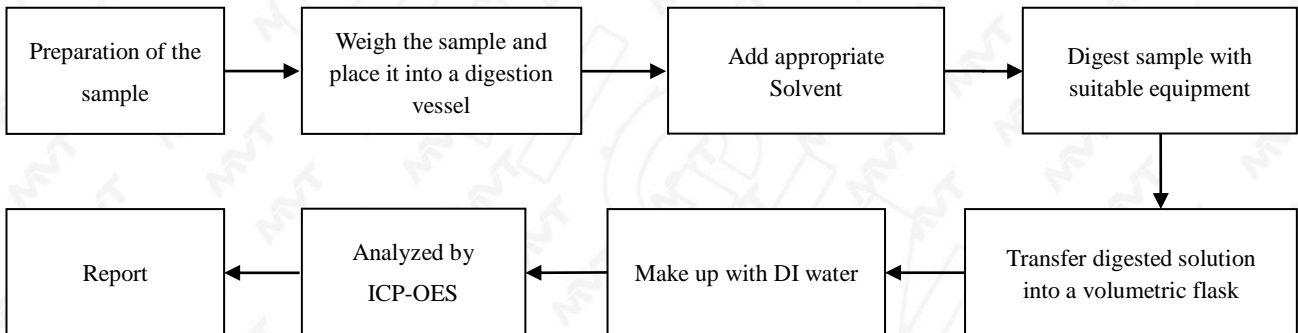 Preparation of the
sample
Weigh the sample and
place it into a digestion
vessel
Add appropriate
Solvent
Digest sample with
suitable equipment
Transfer digested solution
into a volumetric flask
Make up with DI water
Analyzed by
ICP-OES
Report